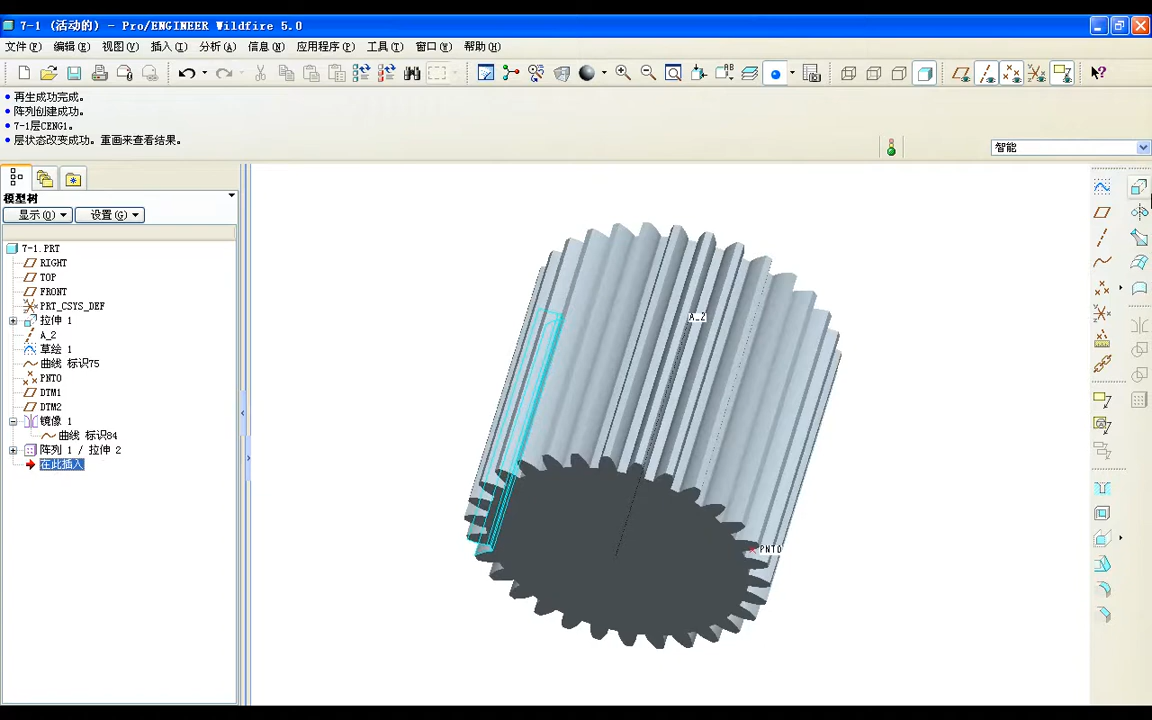 7-1 (活动的) - Pro/ENGINEER Wildfire 5.0
文件(F) 编辑(E) 视图(V) 插入(I) 分析(A) 信息(N) 应用程序(P) 工具(T) 窗口(W) 帮助(H)
再生成功完成。
阵列创建成功。
7-1层CENG1。
层状态改变成功。重画来查看结果。
智能
模型树
显示(O) 设置(G)
7-1.PRT
RIGHT
TOP
FRONT
PRT_CSYS_DEF
拉伸 1
A_2
草绘 1
曲线 标识75
PNT0
DTM1
DTM2
镜像 1
曲线 标识84
阵列 1 / 拉伸 2
在此插入
A_2
PNT0